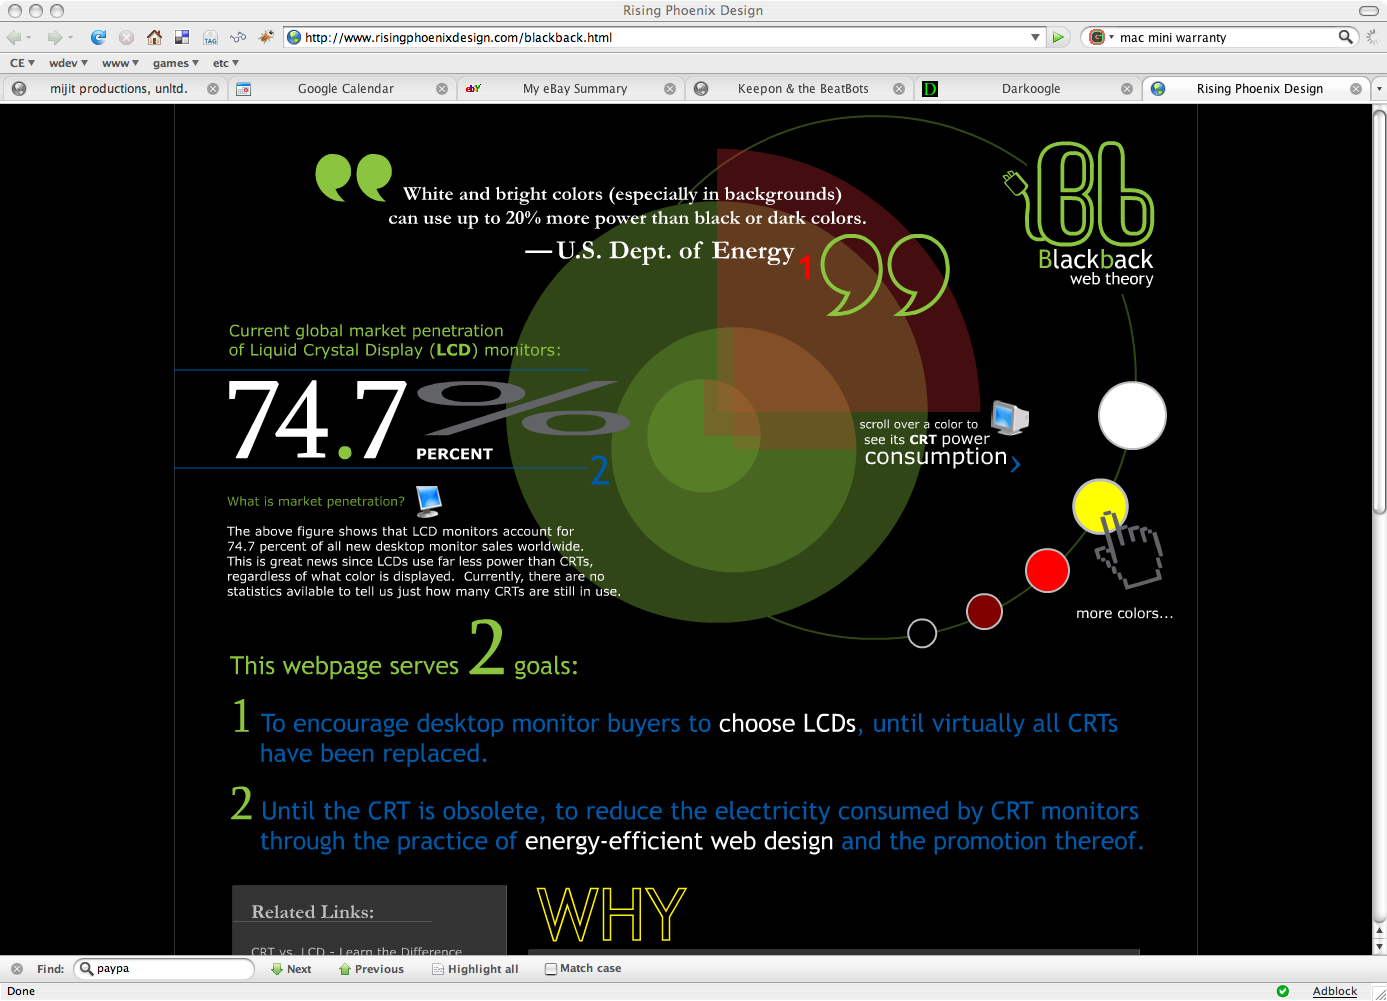 Rising Phoenix Design
http://www.risingphoenixdesign.com/blackback.html
mac mini warranty
CE wdev www games etc
mijit productions, unltd. Google Calendar My eBay Summary Keepon & the BeatBots Darkoogle Rising Phoenix Design
White and bright colors (especially in backgrounds)
can use up to 20% more power than black or dark colors.
— U.S. Dept. of Energy
1
Bb
Blackback
web theory
Current global market penetration
of Liquid Crystal Display (LCD) monitors:
74.7%
PERCENT
2
scroll over a color to
see its CRT power
consumption
What is market penetration?
The above figure shows that LCD monitors account for
74.7 percent of all new desktop monitor sales worldwide.
This is great news since LCDs use far less power than CRTs,
regardless of what color is displayed. Currently, there are no
statistics avilable to tell us just how many CRTs are still in use.
more colors...
This webpage serves 2 goals:
1 To encourage desktop monitor buyers to choose LCDs, until virtually all CRTs
have been replaced.
2 Until the CRT is obsolete, to reduce the electricity consumed by CRT monitors
through the practice of energy-efficient web design and the promotion thereof.
Related Links:
CRT vs. LCD - Learn the Difference
WHY
Find: paypa Next Previous Highlight all Match case
Done Adblock